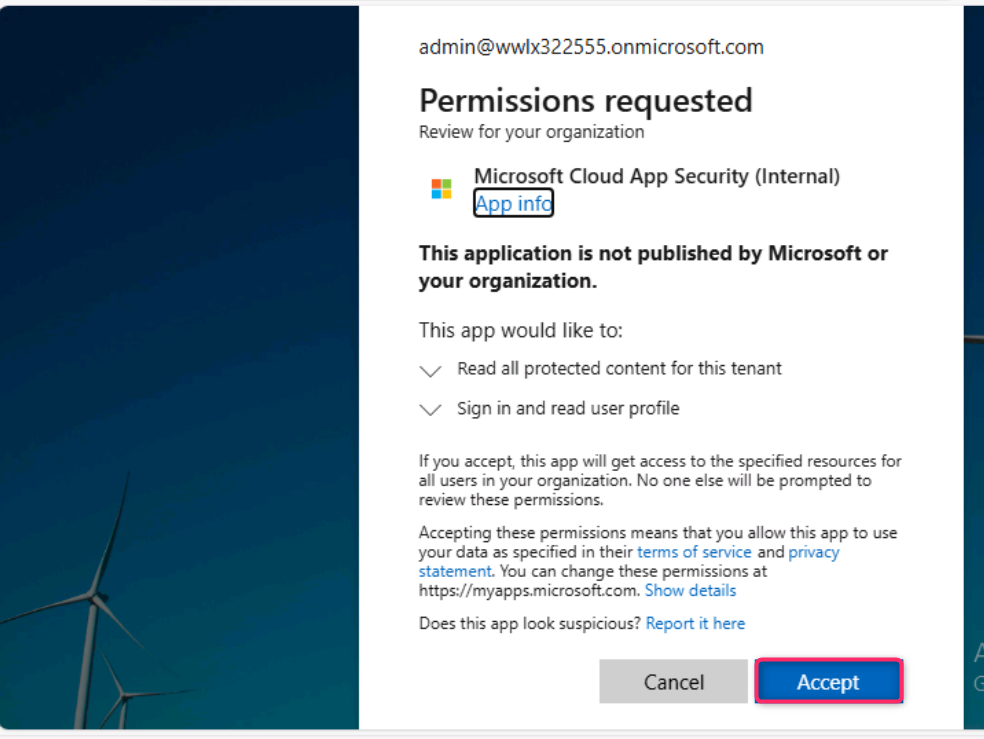 admin@wwlx322555.onmicrosoft.com
Permissions requested
Review for your organization
Microsoft Cloud App Security (Internal)
App info
This application is not published by Microsoft or
your organization.
This app would like to:
Read all protected content for this tenant
Sign in and read user profile
If you accept, this app will get access to the specified resources for
all users in your organization. No one else will be prompted to
review these permissions.
Accepting these permissions means that you allow this app to use
your data as specified in their terms of service and privacy
statement. You can change these permissions at
https://myapps.microsoft.com. Show details
Does this app look suspicious? Report it here
Cancel
Accept